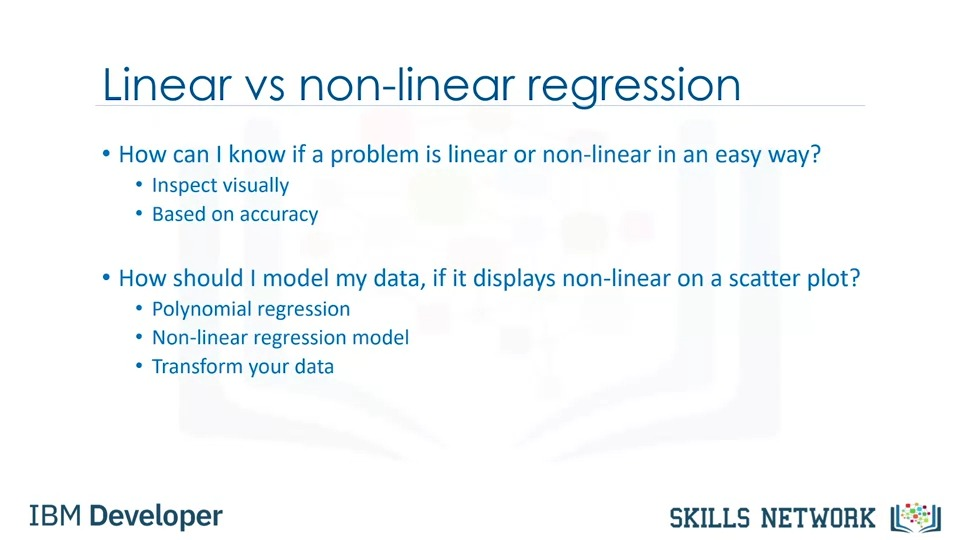 Linear vs non-linear regression
• How can I know if a problem is linear or non-linear in an easy way?
• Inspect visually
• Based on accuracy
• How should I model my data, if it displays non-linear on a scatter plot?
• Polynomial regression
• Non-linear regression model
• Transform your data
IBM Developer
SKILLS NETWORK